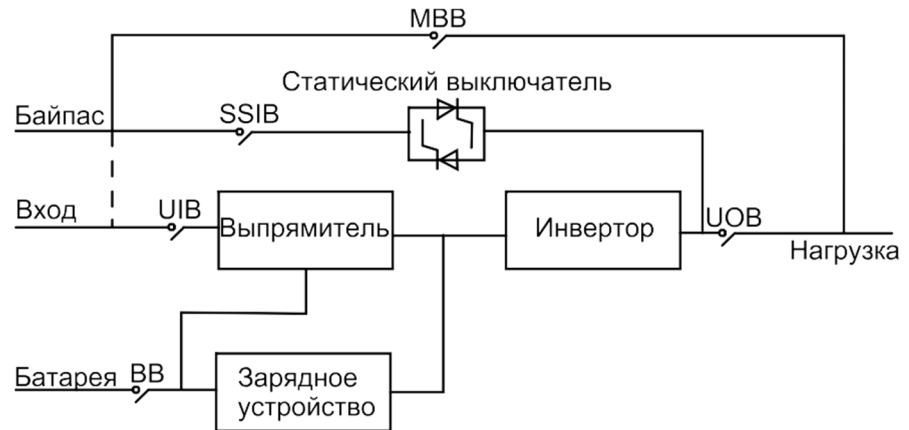 MBB
Статический выключатель
Байпас
SSIB
Вход
UIB
Выпрямитель
Инвертор
UOB
Нагрузка
Батарея
BB
Зарядное
устройство